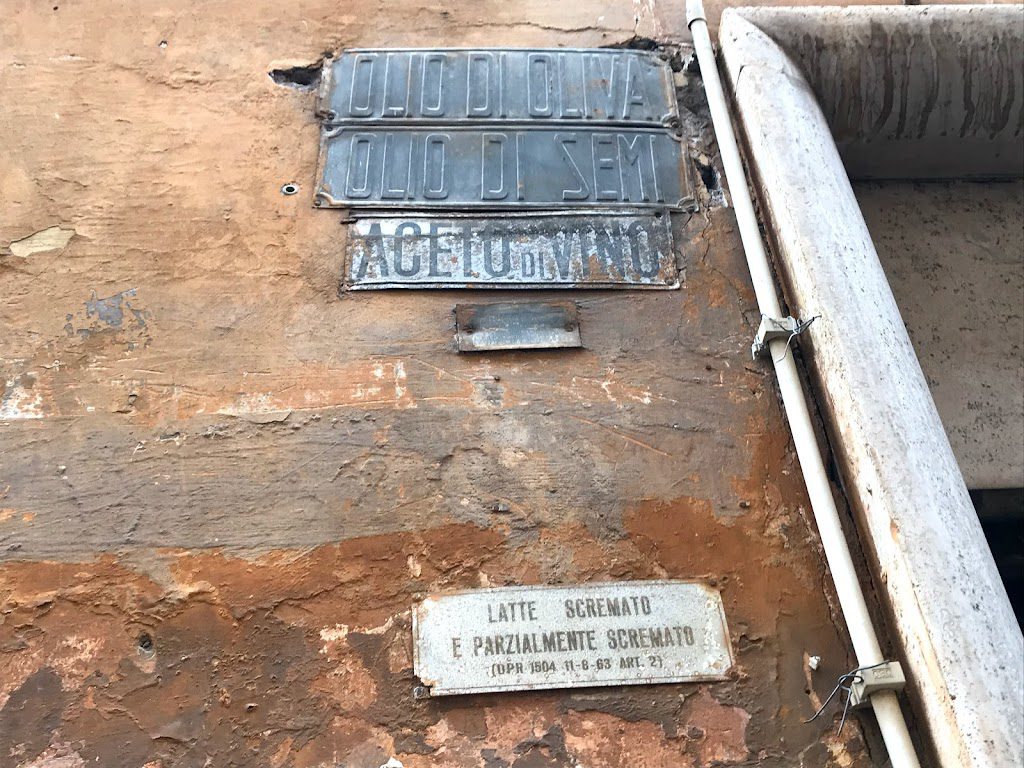 OLIO DI OLIVA
OLIO DI SEMI
ACETO DI VINO
LATTE SCREMATO
E PARZIALMENTE SCREMATO
(DPR 1504 11-8-63 ART. 2)